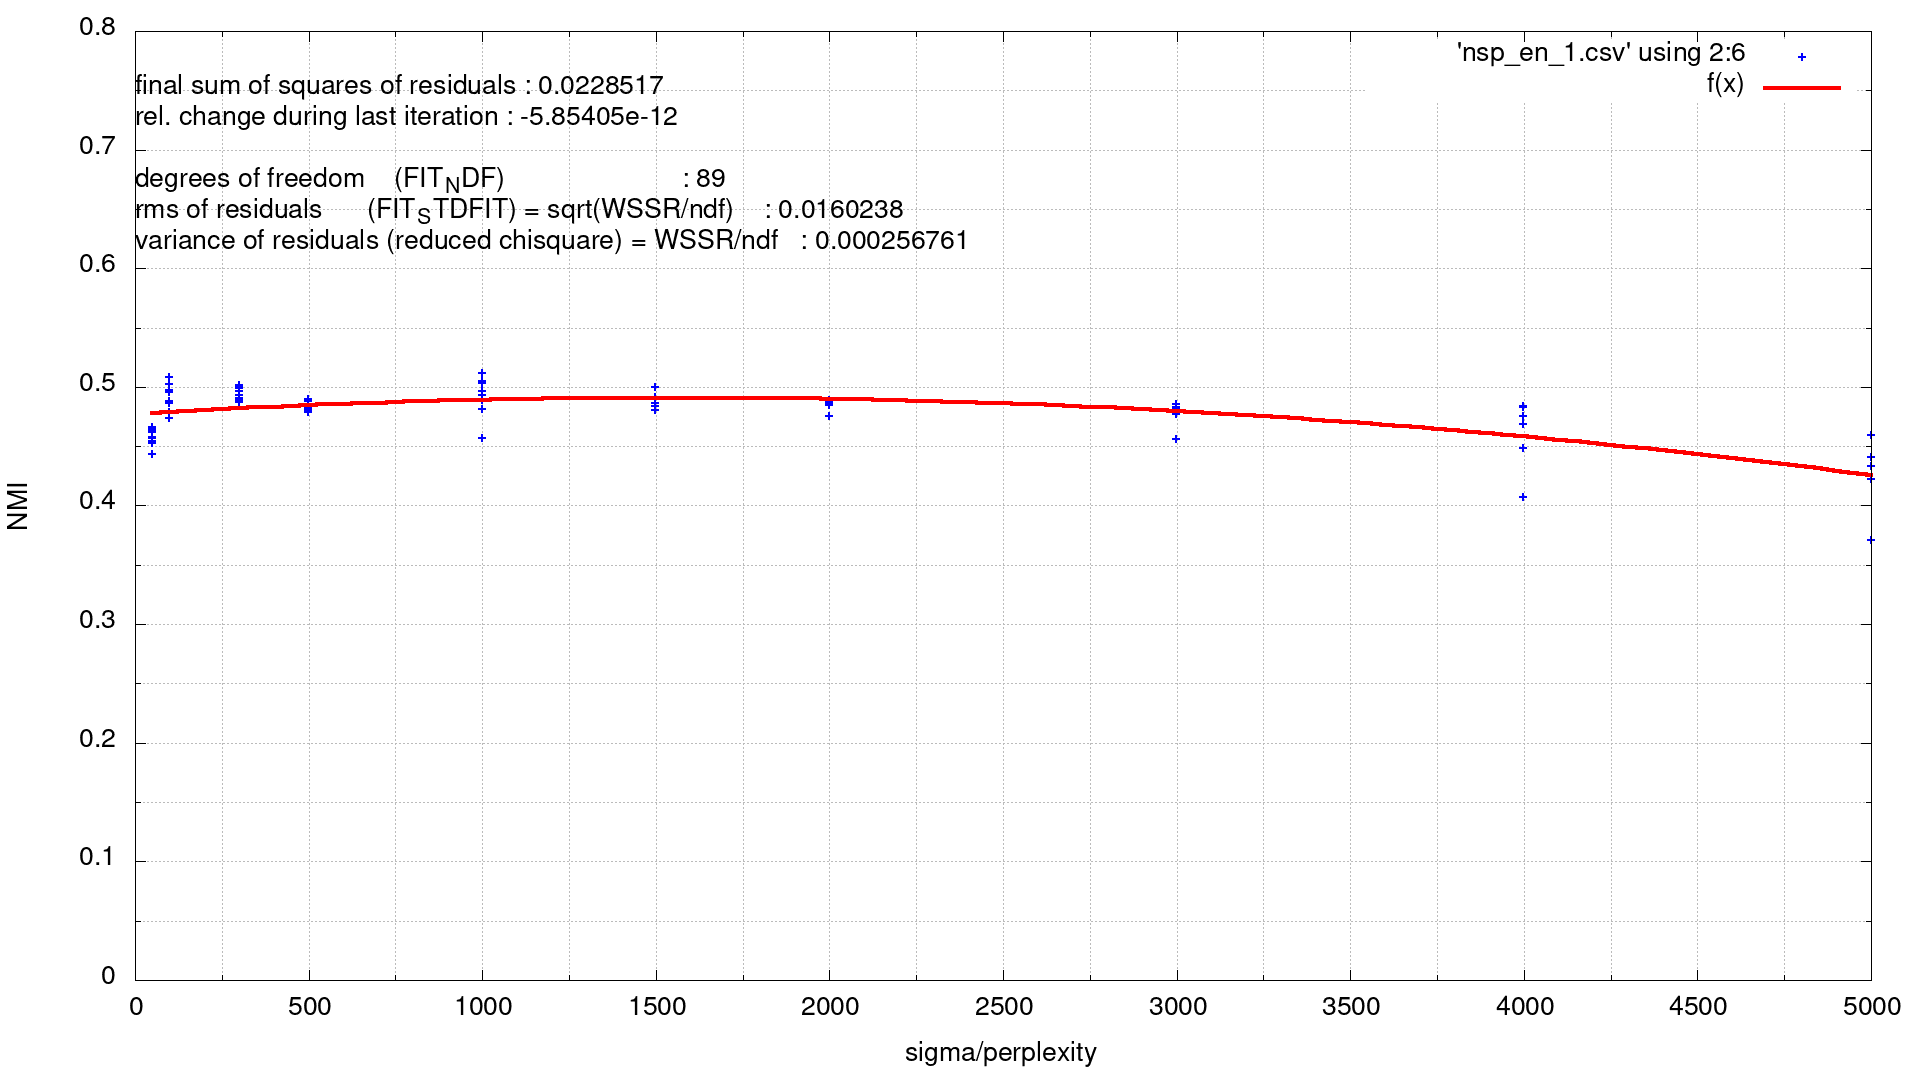 0.8
0.7
0.6
0.5
0.4
0.3
0.2
0.1
0
NMI
'nsp_en_1.csv' using 2:6
f(x)
final sum of squares of residuals : 0.0228517
rel. change during last iteration : -5.85405e-12
degrees of freedom (FIT_NDF) : 89
rms of residuals (FIT_STDFIT) = sqrt(WSSR/ndf) : 0.0160238
variance of residuals (reduced chisquare) = WSSR/ndf : 0.000256761
0 500 1000 1500 2000 2500 3000 3500 4000 4500 5000
sigma/perplexity